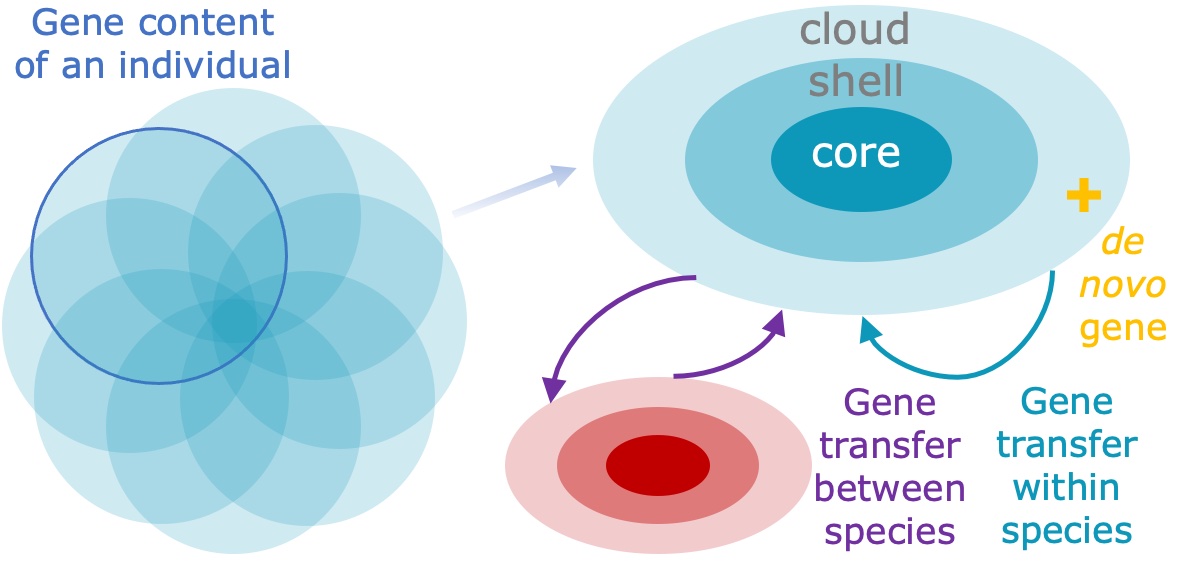 Gene content
of an individual
cloud
shell
core
+
de
novo
gene
Gene
transfer
between
species
Gene
transfer
within
species